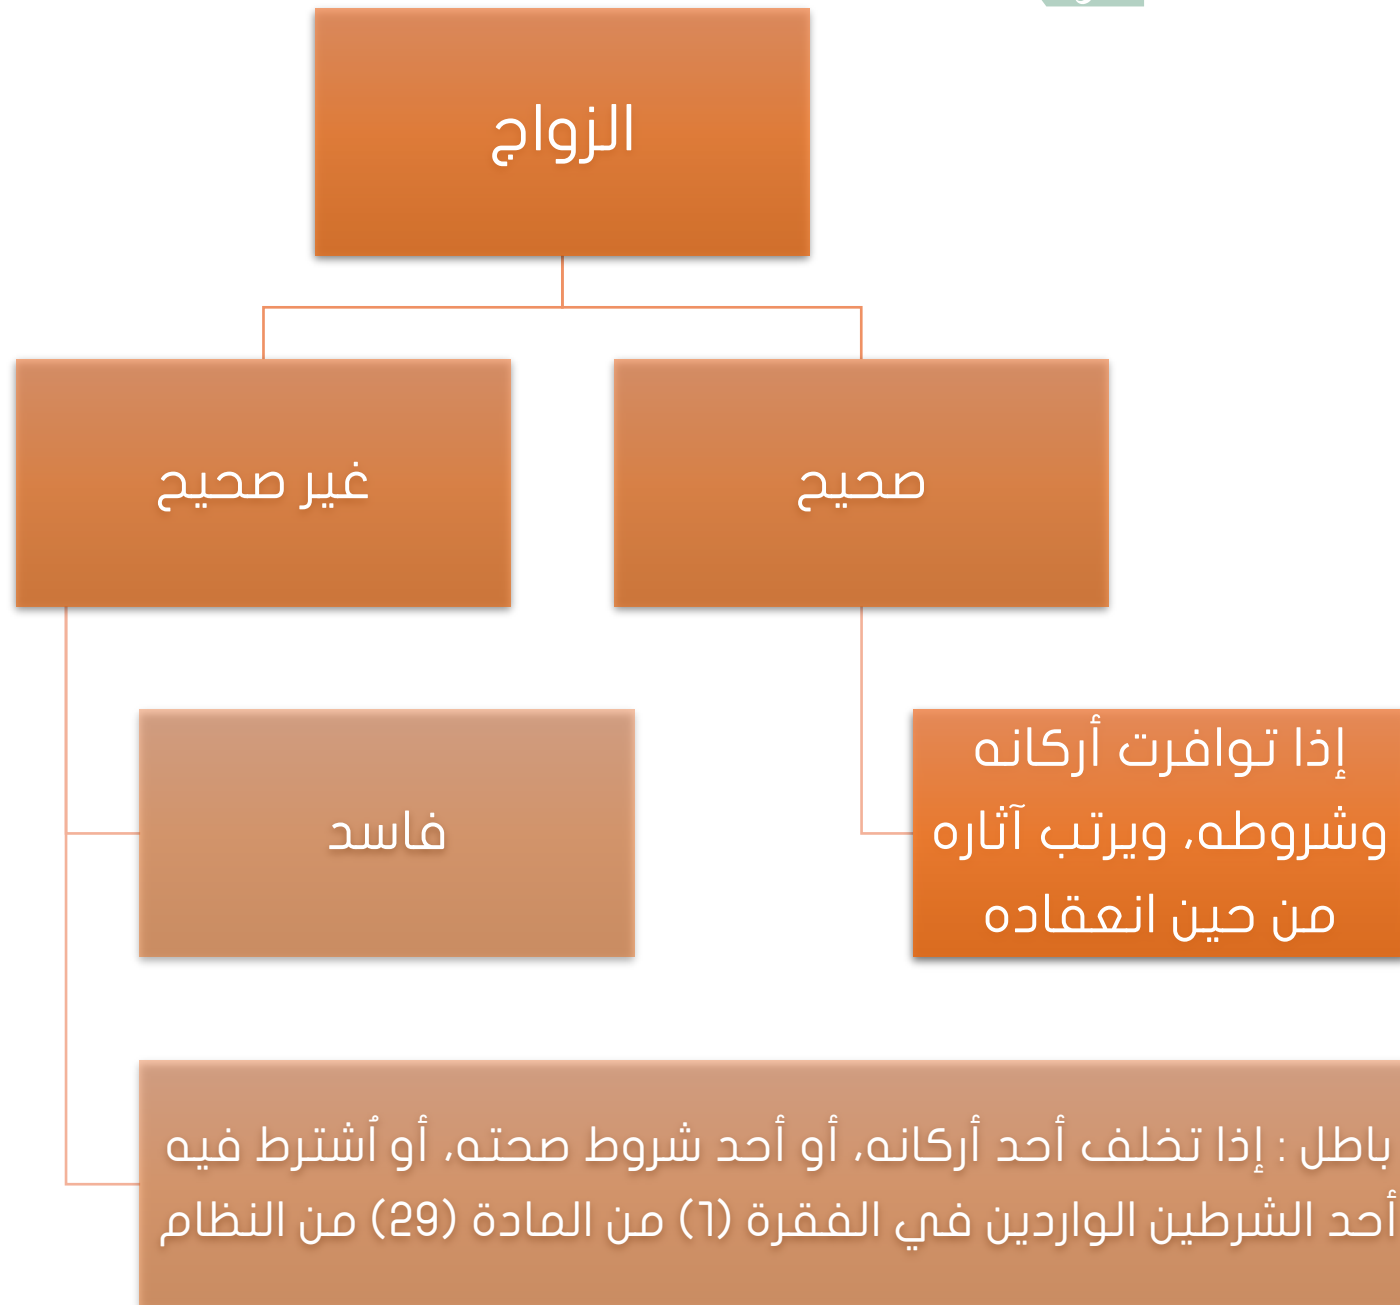 الزواج
صحيح
غير صحيح
إذا توافرت أركانه
وشروطه، ويرتب آثاره
من حين انعقاده
فاسد
باطل : إذا تخلف أحد أركانه، أو أحد شروط صحته، أو اُشترط فيه
أحد الشرطين الواردين في الفقرة (1) من المادة (29) من النظام